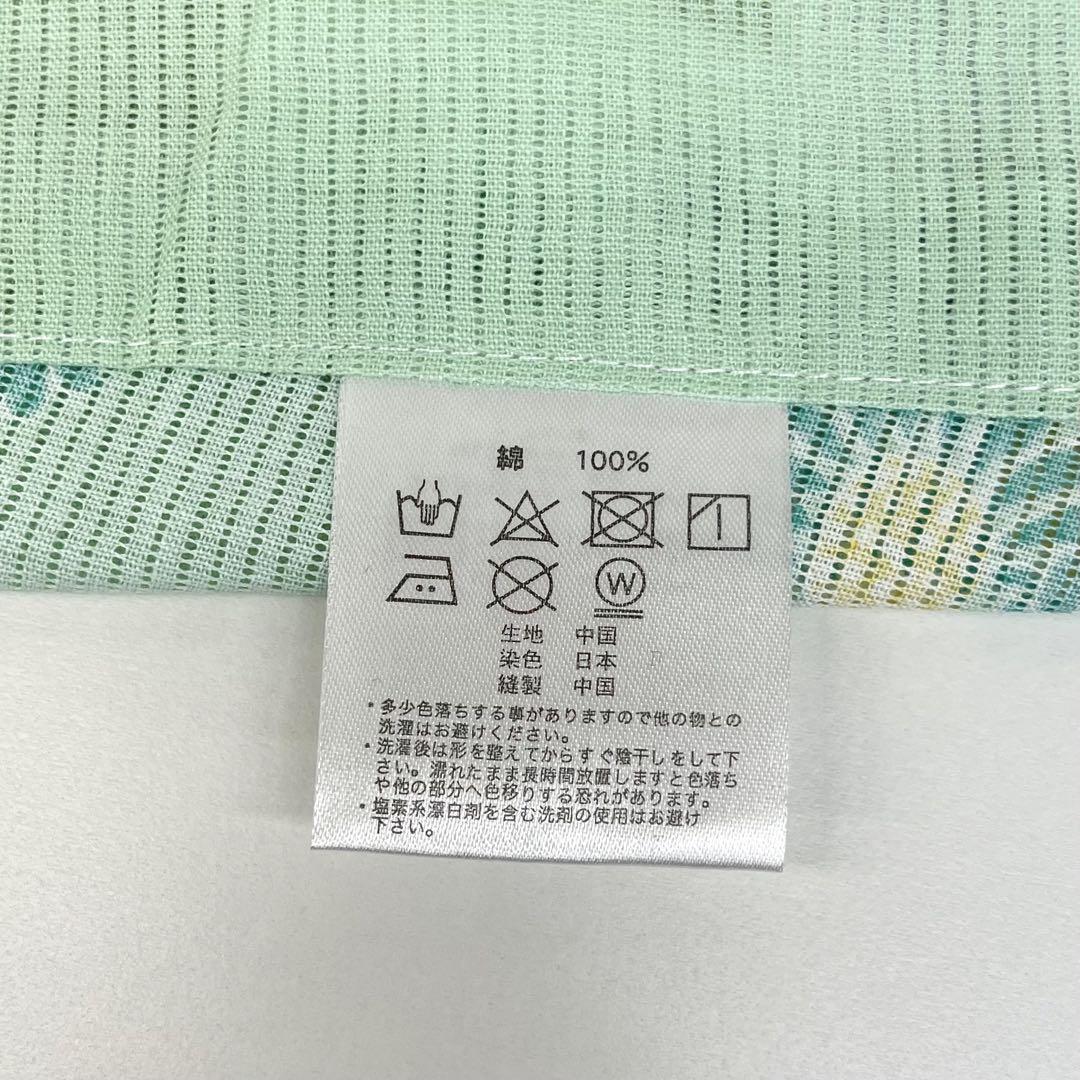 綿 100%
W
生地 中国
染色 日本
縫製 中国
・多少色落ちする事がありますので他の物との
洗濯はお避けください。
・洗濯後は形を整えてからすぐ陰干しをして下
さい。濡れたまま長時間放置しますと色落ち
や他の部分へ色移りする恐れがあります。
・塩素系漂白剤を含む洗剤の使用はお避け
下さい。